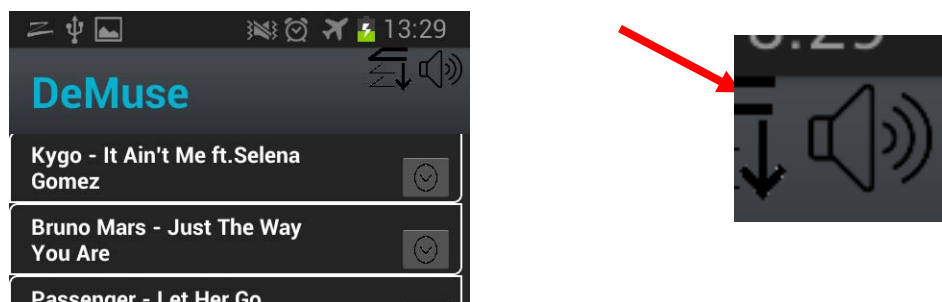 13:29
DeMuse
Kygo - It Ain't Me ft.Selena
Gomez
Bruno Mars - Just The Way
You Are
Passenger - Let Her Go